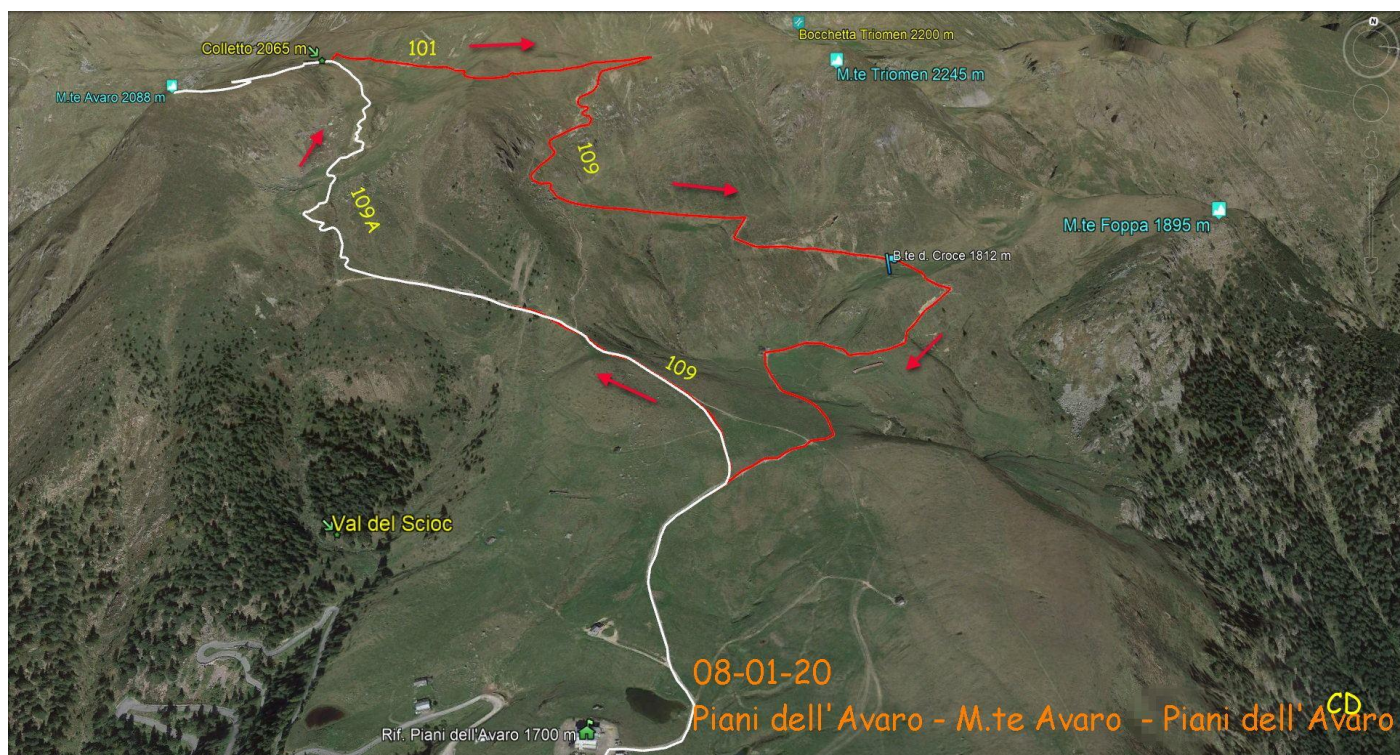 N
Bocchetta Triomen 2200 m
Colletto 2065 m
101
M.te Triomen 2245 m
M.te Avaro 2088 m
109
109A
M.te Foppa 1895 m
B.te d. Croce 1812 m
109
Val del Scioc
08-01-20
Piani dell'Avaro - M.te Avaro - Piani dell'Avaro
CD
Rif. Piani dell'Avaro 1700 m